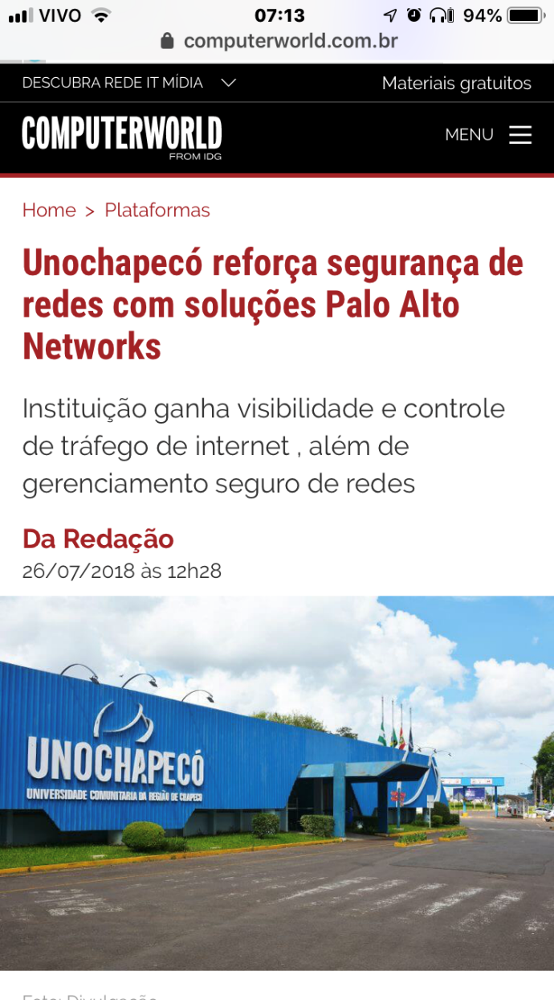 VIVO 07:13 94%
computerworld.com.br
DESCUBRA REDE IT MÍDIA Materiais gratuitos
COMPUTERWORLD
FROM IDG
MENU
Home > Plataformas
Unochapecó reforça segurança de
redes com soluções Palo Alto
Networks
Instituição ganha visibilidade e controle
de tráfego de internet , além de
gerenciamento seguro de redes
Da Redação
26/07/2018 às 12h28
UNOCHAPECÓ
UNIVERSIDADE COMUNITARIA DA REGIÃO DE CHAPECÓ
Foto: Divulgação